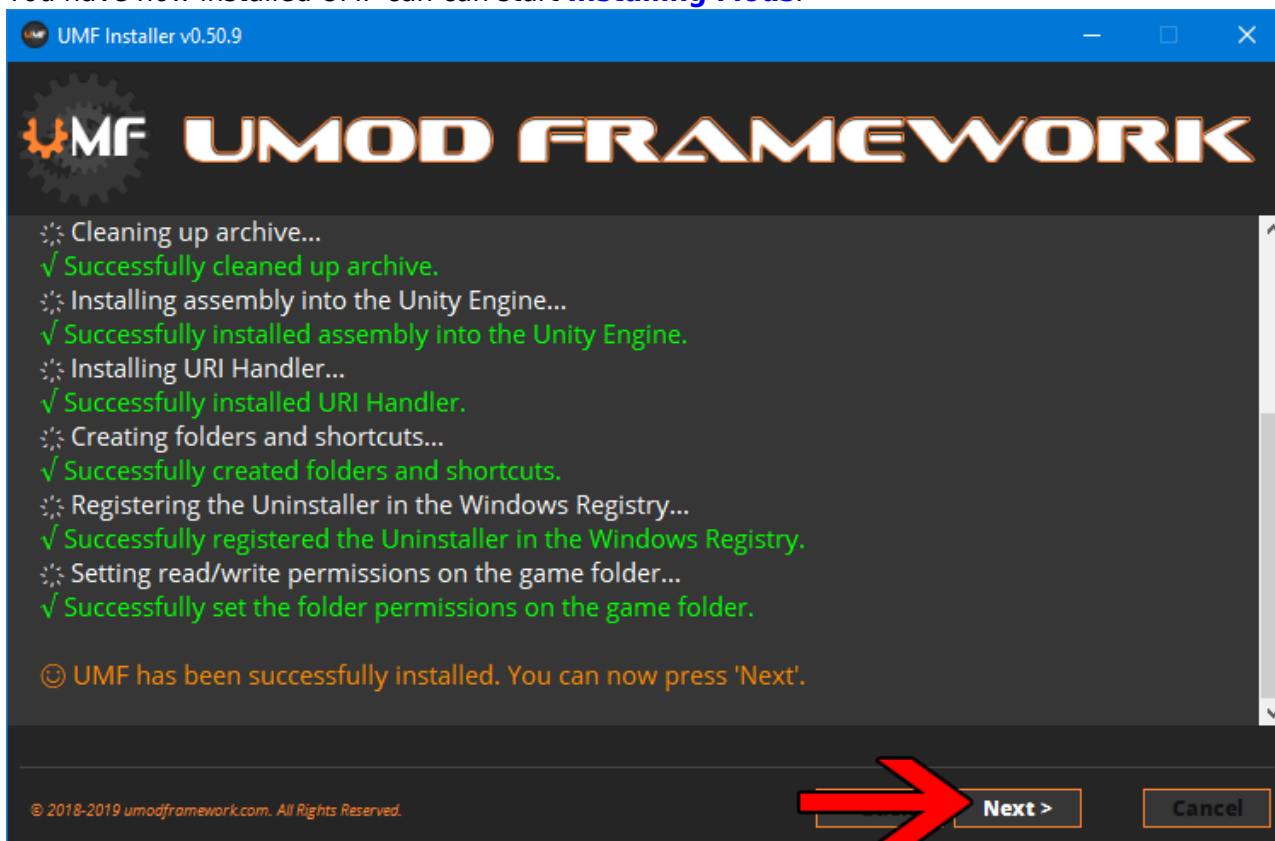 UMF Installer v0.50.9
UMF UMOD FRAMEWORK
Cleaning up archive...
√ Successfully cleaned up archive.
Installing assembly into the Unity Engine...
√ Successfully installed assembly into the Unity Engine.
Installing URI Handler...
√ Successfully installed URI Handler.
Creating folders and shortcuts...
√ Successfully created folders and shortcuts.
Registering the Uninstaller in the Windows Registry...
√ Successfully registered the Uninstaller in the Windows Registry.
Setting read/write permissions on the game folder...
√ Successfully set the folder permissions on the game folder.
☺ UMF has been successfully installed. You can now press 'Next'.
© 2018-2019 umodframework.com. All Rights Reserved.
Next >
Cancel